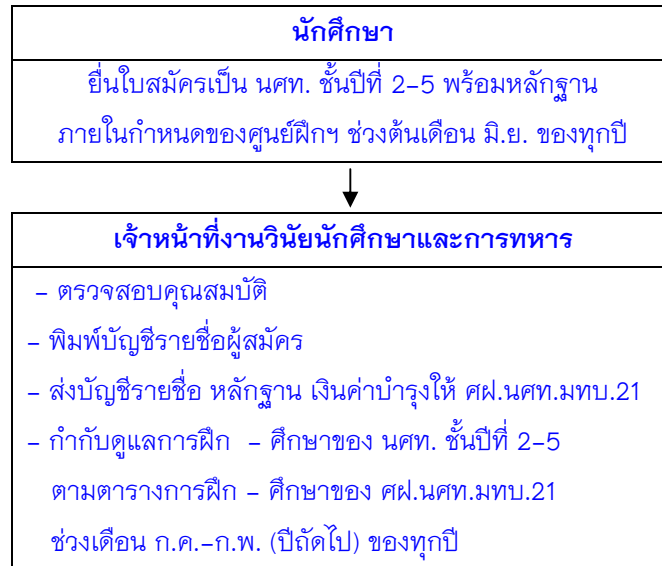 นักศึกษา
ยื่นใบสมัครเป็น นศท. ชั้นปีที่ 2–5 พร้อมหลักฐาน
ภายในกำหนดของศูนย์ฝึกฯ ช่วงต้นเดือน มิ.ย. ของทุกปี
เจ้าหน้าที่งานวินัยนักศึกษาและการทหาร
– ตรวจสอบคุณสมบัติ
– พิมพ์บัญชีรายชื่อผู้สมัคร
– ส่งบัญชีรายชื่อ หลักฐาน เงินค่าบำรุงให้ ศฝ.นศท.มทบ.21
– กำกับดูแลการฝึก – ศึกษาของ นศท. ชั้นปีที่ 2–5
ตามตารางการฝึก – ศึกษาของ ศฝ.นศท.มทบ.21
ช่วงเดือน ก.ค.–ก.พ. (ปีถัดไป) ของทุกปี